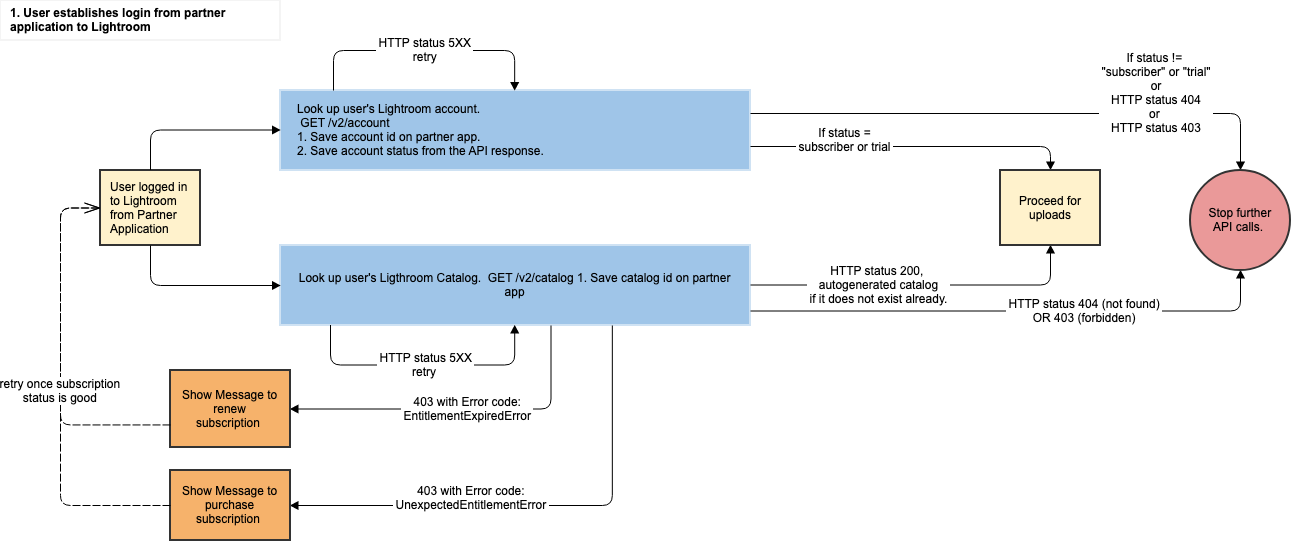 1. User establishes login from partner
application to Lightroom
HTTP status 5XX
retry
If status !=
"subscriber" or "trial"
or
HTTP status 404
or
HTTP status 403
Look up user's Lightroom account.
GET /v2/account
1. Save account id on partner app.
2. Save account status from the API response.
If status =
subscriber or trial
User logged in
to Lightroom
from Partner
Application
Proceed for
uploads
Stop further
API calls.
Look up user's Ligthroom Catalog.  GET /v2/catalog 1. Save catalog id on partner
app
HTTP status 200,
autogenerated catalog
if it does not exist already.
HTTP status 404 (not found)
OR 403 (forbidden)
HTTP status 5XX
retry
retry once subscription
status is good
Show Message to
renew
subscription
403 with Error code:
EntitlementExpiredError
Show Message to
purchase
subscription
403 with Error code:
UnexpectedEntitlementError